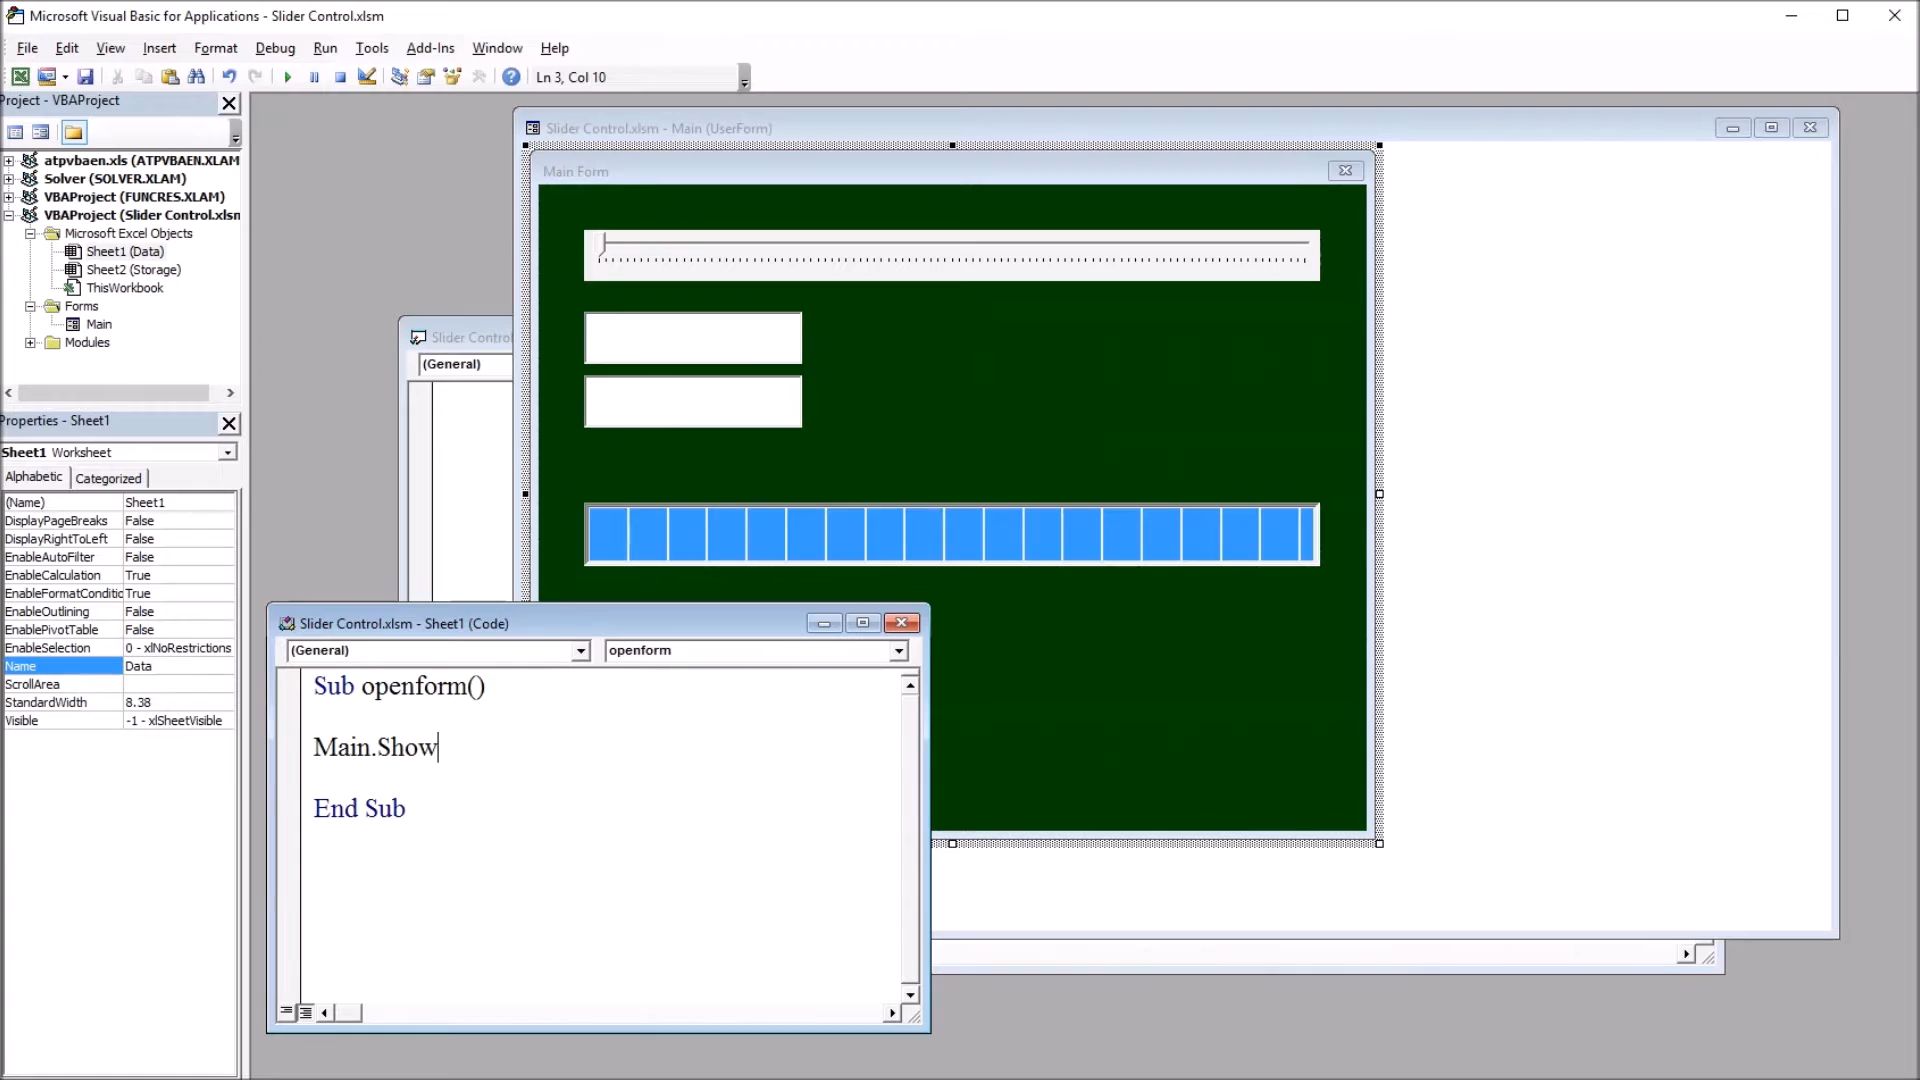 Microsoft Visual Basic for Applications - Slider Control.xlsm
File Edit View Insert Format Debug Run Tools Add-Ins Window Help
Ln 3, Col 10
Project - VBAProject
atpvbaen.xls (ATPVBAEN.XLAM
Solver (SOLVER.XLAM)
VBAProject (FUNCRES.XLAM)
VBAProject (Slider Control.xlsm
Microsoft Excel Objects
Sheet1 (Data)
Sheet2 (Storage)
ThisWorkbook
Forms
Main
Modules
Properties - Sheet1
Sheet1 Worksheet
Alphabetic Categorized
(Name) Sheet1
DisplayPageBreaks False
DisplayRightToLeft False
EnableAutoFilter False
EnableCalculation True
EnableFormatConditio True
EnableOutlining False
EnablePivotTable False
EnableSelection 0 - xlNoRestrictions
Name Data
ScrollArea
StandardWidth 8.38
Visible -1 - xlSheetVisible
Slider Control.xlsm - Main (UserForm)
Main Form
Slider Control
(General)
Slider Control.xlsm - Sheet1 (Code)
(General) openform
Sub openform()
Main.Show
End Sub